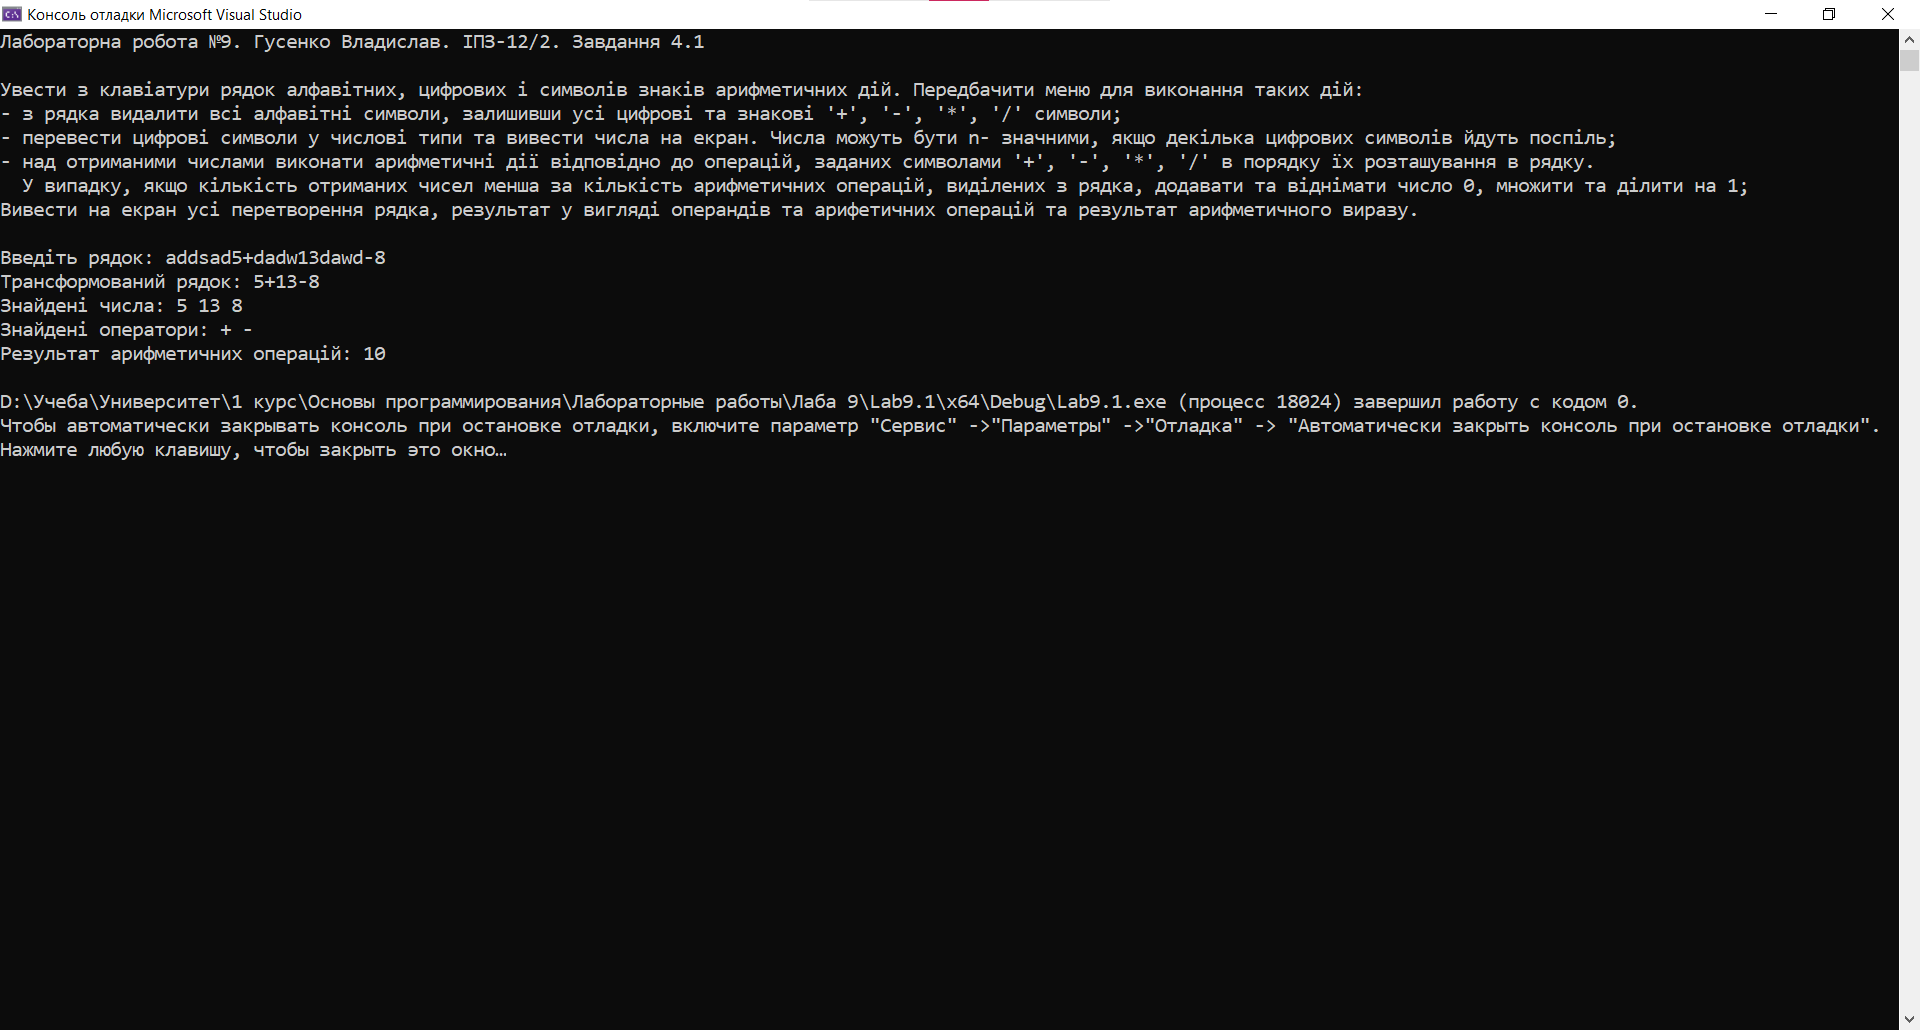 Консоль отладки Microsoft Visual Studio
Лабораторна робота №9. Гусенко Владислав. ІПЗ-12/2. Завдання 4.1
Увести з клавіатури рядок алфавітних, цифрових і символів знаків арифметичних дій. Передбачити меню для виконання таких дій:
- з рядка видалити всі алфавітні символи, залишивши усі цифрові та знакові '+', '-', '*', '/' символи;
- перевести цифрові символи у числові типи та вивести числа на екран. Числа можуть бути n- значними, якщо декілька цифрових символів йдуть поспіль;
- над отриманими числами виконати арифметичні дії відповідно до операцій, заданих символами '+', '-', '*', '/' в порядку їх розташування в рядку.
У випадку, якщо кількість отриманих чисел менша за кількість арифметичних операцій, виділених з рядка, додавати та віднімати число 0, множити та ділити на 1;
Вивести на екран усі перетворення рядка, результат у вигляді операндів та арифетичних операцій та результат арифметичного виразу.
Введіть рядок: addsad5+dadw13dawd-8
Трансформований рядок: 5+13-8
Знайдені числа: 5 13 8
Знайдені оператори: + -
Результат арифметичних операцій: 10
D:\Учеба\Университет\1 курс\Основы программирования\Лабораторные работы\Лаба 9\Lab9.1\x64\Debug\Lab9.1.exe (процесс 18024) завершил работу с кодом 0.
Чтобы автоматически закрывать консоль при остановке отладки, включите параметр "Сервис" ->"Параметры" ->"Отладка" -> "Автоматически закрыть консоль при остановке отладки".
Нажмите любую клавишу, чтобы закрыть это окно…